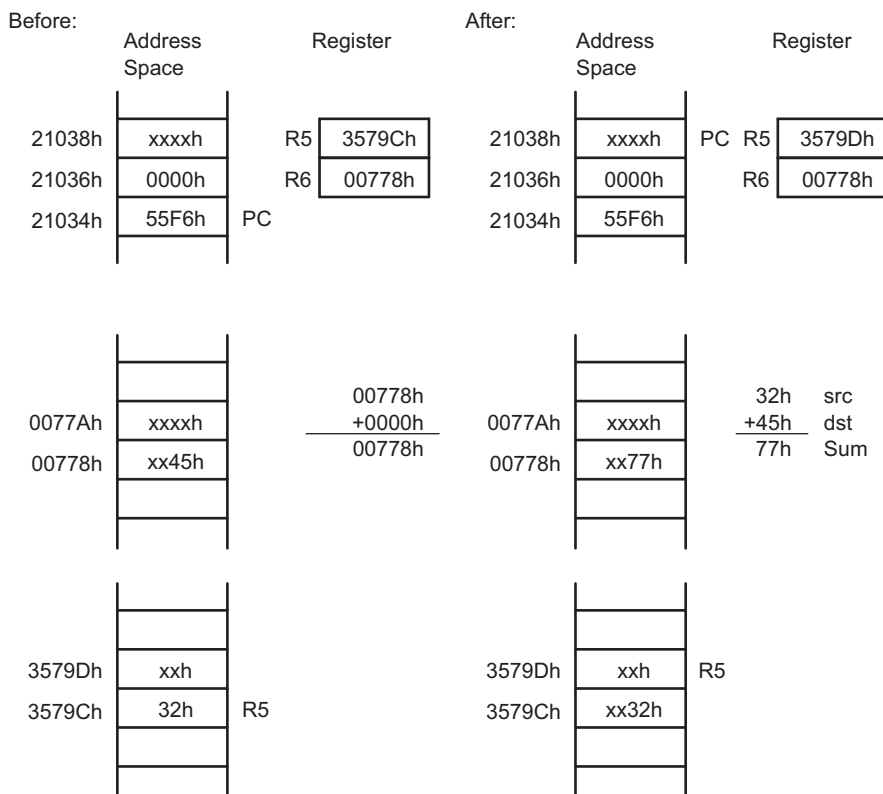 Before:
Address Space
Register
21038h xxxxh R5 3579Ch
21036h 0000h R6 00778h
21034h 55F6h PC
0077Ah xxxxh
00778h xx45h
00778h
+0000h
00778h
3579Dh xxh
3579Ch 32h R5
After:
Address Space
Register
21038h xxxxh PC R5 3579Dh
21036h 0000h R6 00778h
21034h 55F6h
0077Ah xxxxh
00778h xx77h
32h src
+45h dst
77h Sum
3579Dh xxh R5
3579Ch xx32h